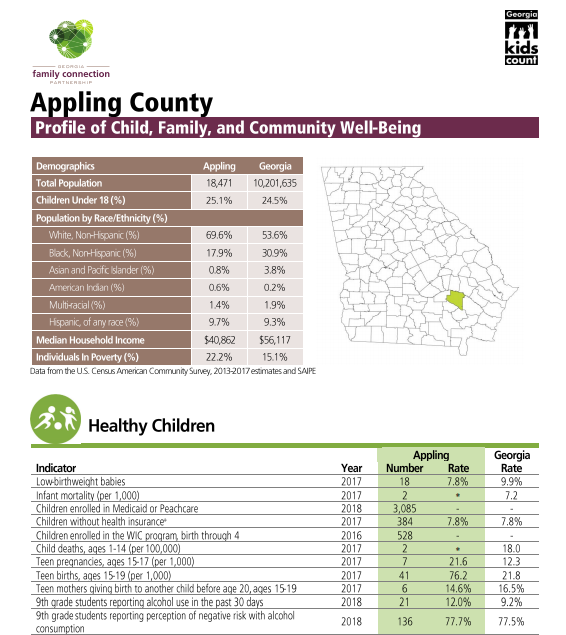 GEORGIA
family connection
PARTNERSHIP
Georgia
kids
count
Appling County
Profile of Child, Family, and Community Well-Being
Demographics Appling Georgia
Total Population 18,471 10,201,635
Children Under 18 (%) 25.1% 24.5%
Population by Race/Ethnicity (%)
White, Non-Hispanic (%) 69.6% 53.6%
Black, Non-Hispanic (%) 17.9% 30.9%
Asian and Pacific Islander (%) 0.8% 3.8%
American Indian (%) 0.6% 0.2%
Multi-racial (%) 1.4% 1.9%
Hispanic, of any race (%) 9.7% 9.3%
Median Household Income $40,862 $56,117
Individuals In Poverty (%) 22.2% 15.1%
Data from the U.S. Census American Community Survey, 2013-2017 estimates and SAIPE
Healthy Children
Appling Georgia
Indicator Year Number Rate Rate
Low-birthweight babies 2017 18 7.8% 9.9%
Infant mortality (per 1,000) 2017 2 * 7.2
Children enrolled in Medicaid or Peachcare 2018 3,085 - -
Children without health insuranceᵉ 2017 384 7.8% 7.8%
Children enrolled in the WIC program, birth through 4 2016 528 - -
Child deaths, ages 1-14 (per 100,000) 2017 2 * 18.0
Teen pregnancies, ages 15-17 (per 1,000) 2017 7 21.6 12.3
Teen births, ages 15-19 (per 1,000) 2017 41 76.2 21.8
Teen mothers giving birth to another child before age 20, ages 15-19 2017 6 14.6% 16.5%
9th grade students reporting alcohol use in the past 30 days 2018 21 12.0% 9.2%
9th grade students reporting perception of negative risk with alcohol
consumption 2018 136 77.7% 77.5%